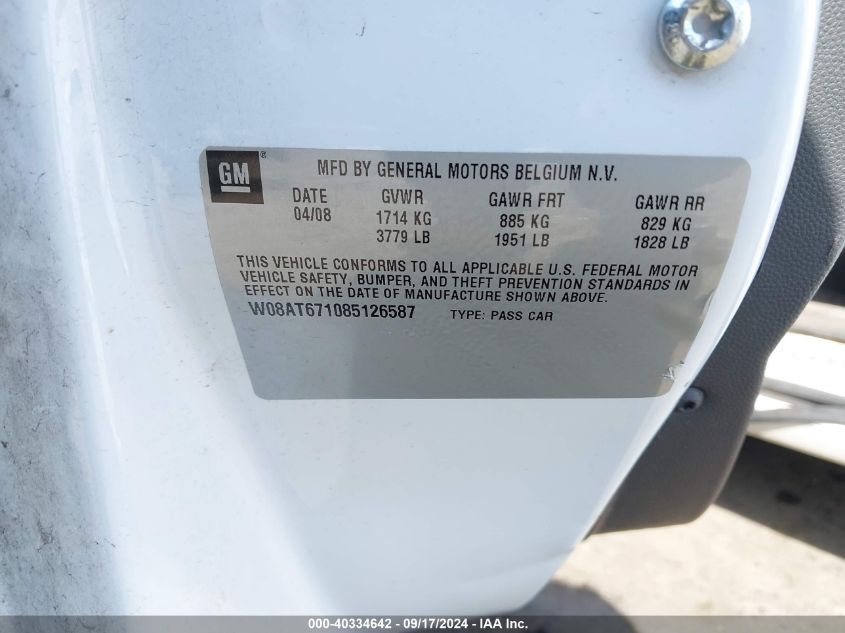 GM
MFD BY GENERAL MOTORS BELGIUM N.V.
DATE GVWR GAWR FRT GAWR RR
04/08 1714 KG 885 KG 829 KG
3779 LB 1951 LB 1828 LB
THIS VEHICLE CONFORMS TO ALL APPLICABLE U.S. FEDERAL MOTOR
VEHICLE SAFETY, BUMPER, AND THEFT PREVENTION STANDARDS IN
EFFECT ON THE DATE OF MANUFACTURE SHOWN ABOVE.
W08AT671085126587 TYPE: PASS CAR
000-40334642 - 09/17/2024 - IAA Inc.